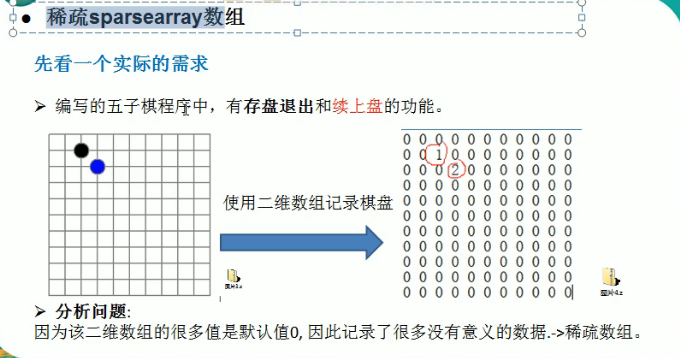 ● 稀疏sparsearray数组
先看一个实际的需求
➢ 编写的五子棋程序中，有存盘退出和续上盘的功能。
使用二维数组记录棋盘
0 0 0 0 0 0 0 0 0 0 0
0 0 1 0 0 0 0 0 0 0 0
0 0 0 2 0 0 0 0 0 0 0
0 0 0 0 0 0 0 0 0 0 0
0 0 0 0 0 0 0 0 0 0 0
0 0 0 0 0 0 0 0 0 0 0
0 0 0 0 0 0 0 0 0 0 0
0 0 0 0 0 0 0 0 0 0 0
0 0 0 0 0 0 0 0 0 0 0
0 0 0 0 0 0 0 0 0 0 0
0 0 0 0 0 0 0 0 0 0 0
➢ 分析问题:
因为该二维数组的很多值是默认值0, 因此记录了很多没有意义的数据.->稀疏数组。